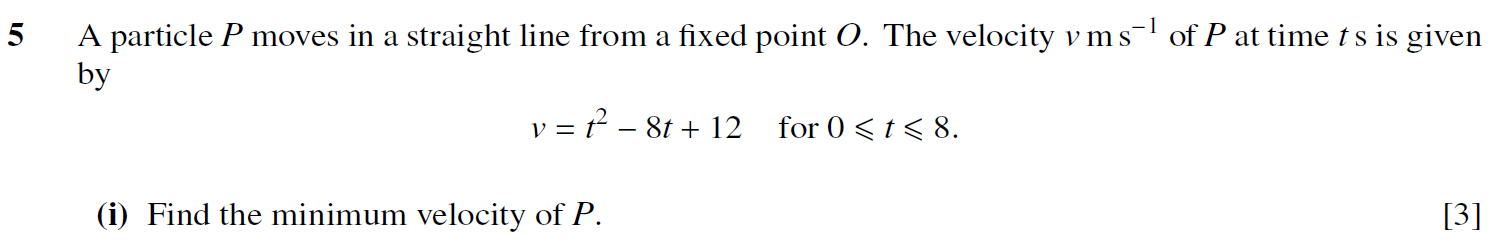 5 A particle P moves in a straight line from a fixed point O. The velocity v m s⁻¹ of P at time t s is given
by
v = t² – 8t + 12 for 0 ⩽ t ⩽ 8.
(i) Find the minimum velocity of P. [3]